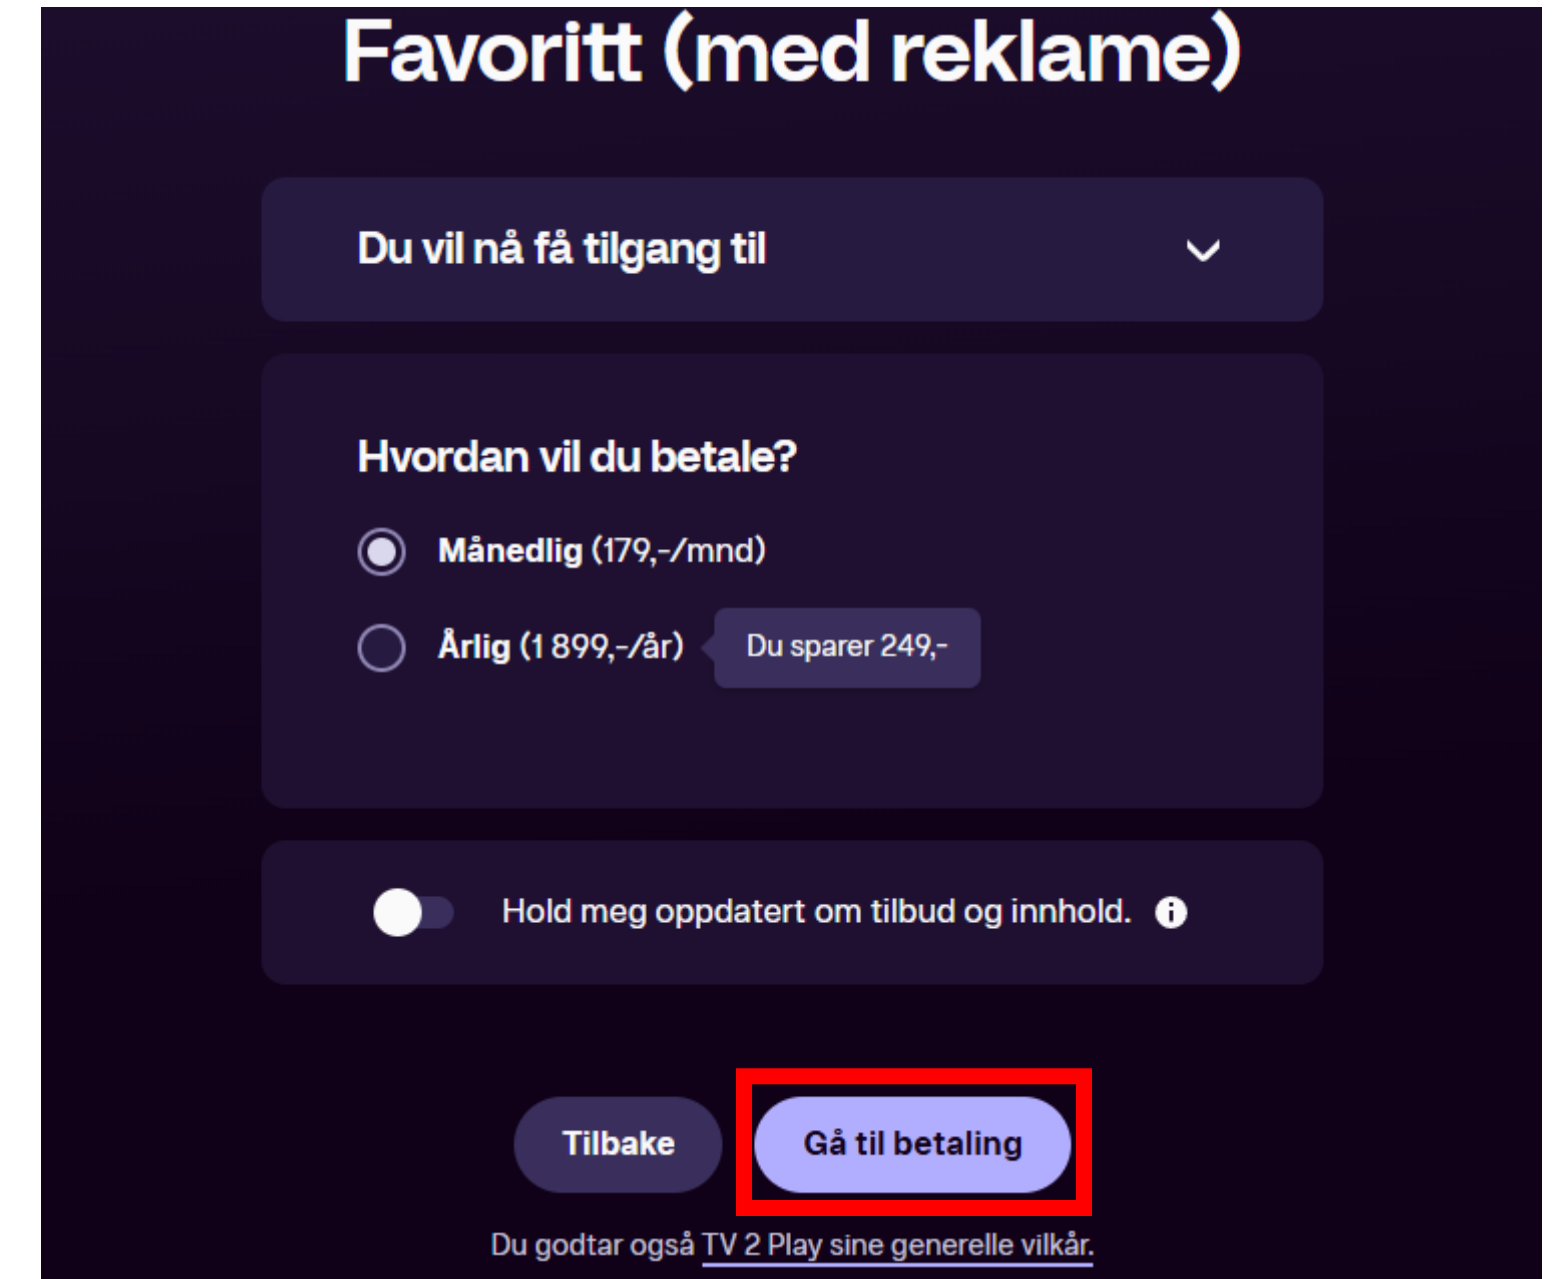 Favoritt (med reklame)
Du vil nå få tilgang til
Hvordan vil du betale?
Månedlig (179,-/mnd)
Årlig (1 899,-/år) Du sparer 249,-
Hold meg oppdatert om tilbud og innhold.
Tilbake Gå til betaling
Du godtar også TV 2 Play sine generelle vilkår.